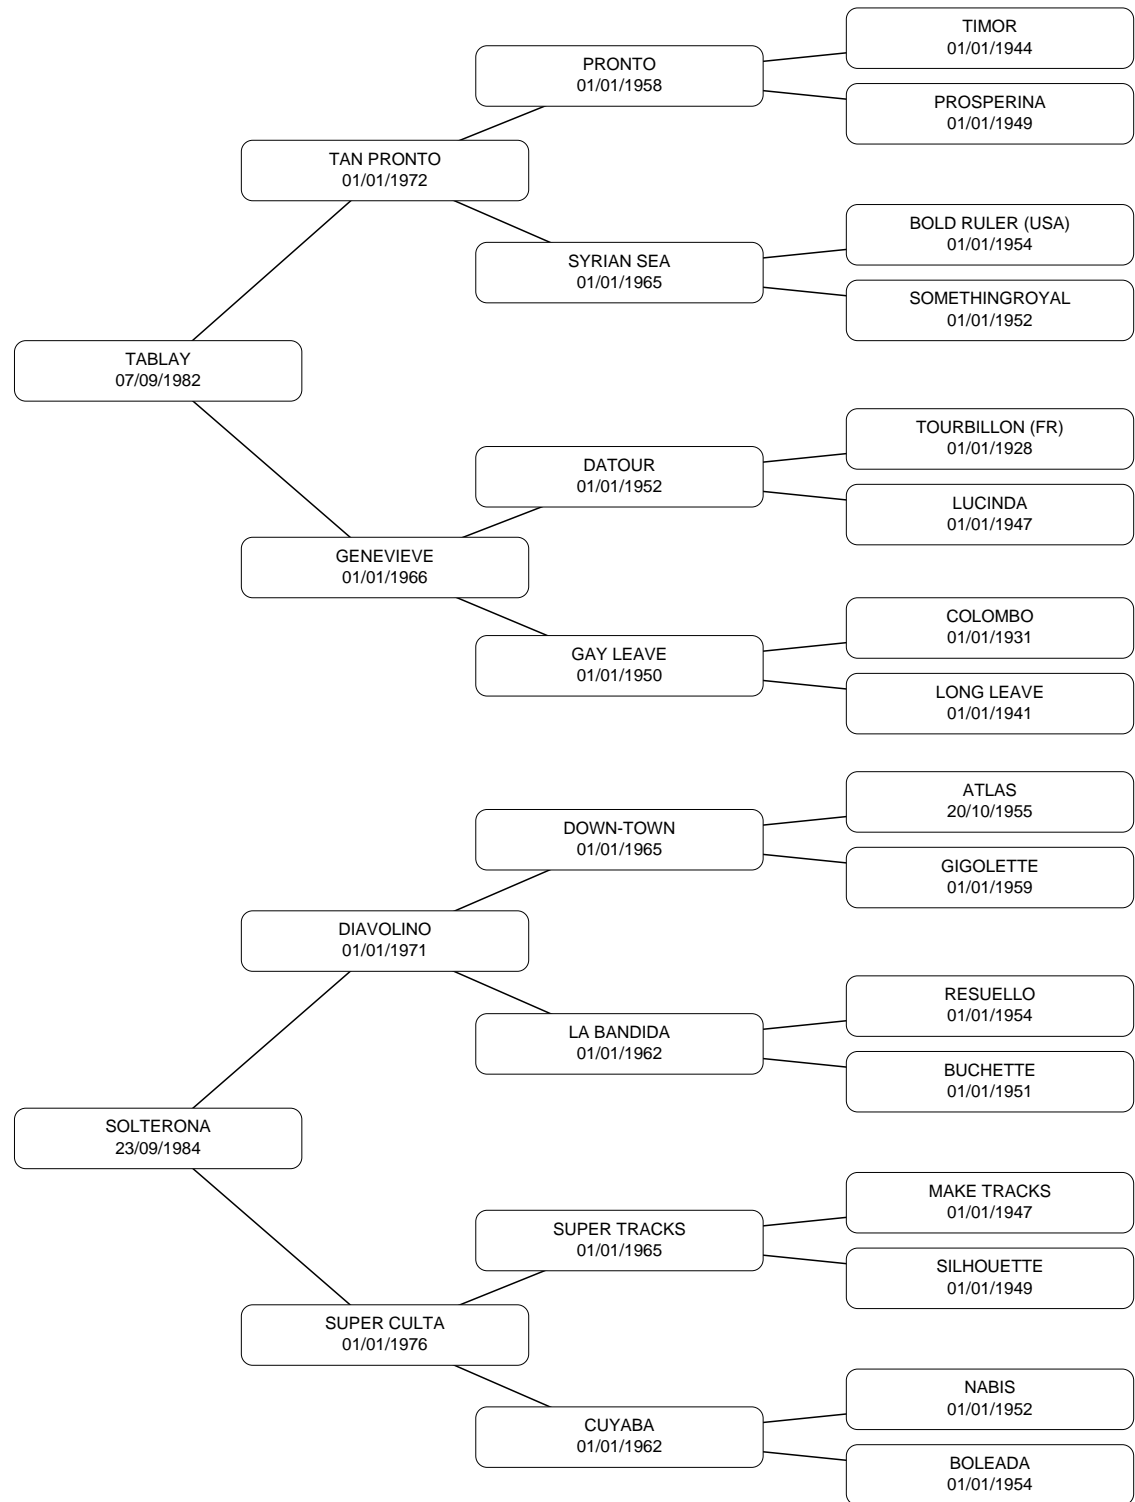 TIMOR
01/01/1944
PRONTO
01/01/1958
PROSPERINA
01/01/1949
TAN PRONTO
01/01/1972
BOLD RULER (USA)
01/01/1954
SYRIAN SEA
01/01/1965
SOMETHINGROYAL
01/01/1952
TABLAY
07/09/1982
TOURBILLON (FR)
01/01/1928
DATOUR
01/01/1952
LUCINDA
01/01/1947
GENEVIEVE
01/01/1966
COLOMBO
01/01/1931
GAY LEAVE
01/01/1950
LONG LEAVE
01/01/1941
ATLAS
20/10/1955
DOWN-TOWN
01/01/1965
GIGOLETTE
01/01/1959
DIAVOLINO
01/01/1971
RESUELLO
01/01/1954
LA BANDIDA
01/01/1962
BUCHETTE
01/01/1951
SOLTERONA
23/09/1984
MAKE TRACKS
01/01/1947
SUPER TRACKS
01/01/1965
SILHOUETTE
01/01/1949
SUPER CULTA
01/01/1976
NABIS
01/01/1952
CUYABA
01/01/1962
BOLEADA
01/01/1954